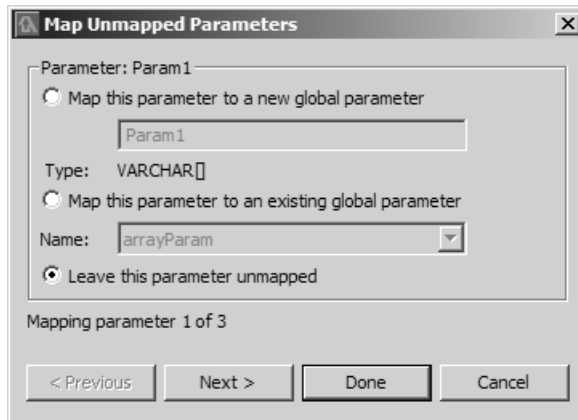 Map Unmapped Parameters
Parameter: Param1
Map this parameter to a new global parameter
Param1
Type: VARCHAR[]
Map this parameter to an existing global parameter
Name: arrayParam
Leave this parameter unmapped
Mapping parameter 1 of 3
< Previous Next > Done Cancel